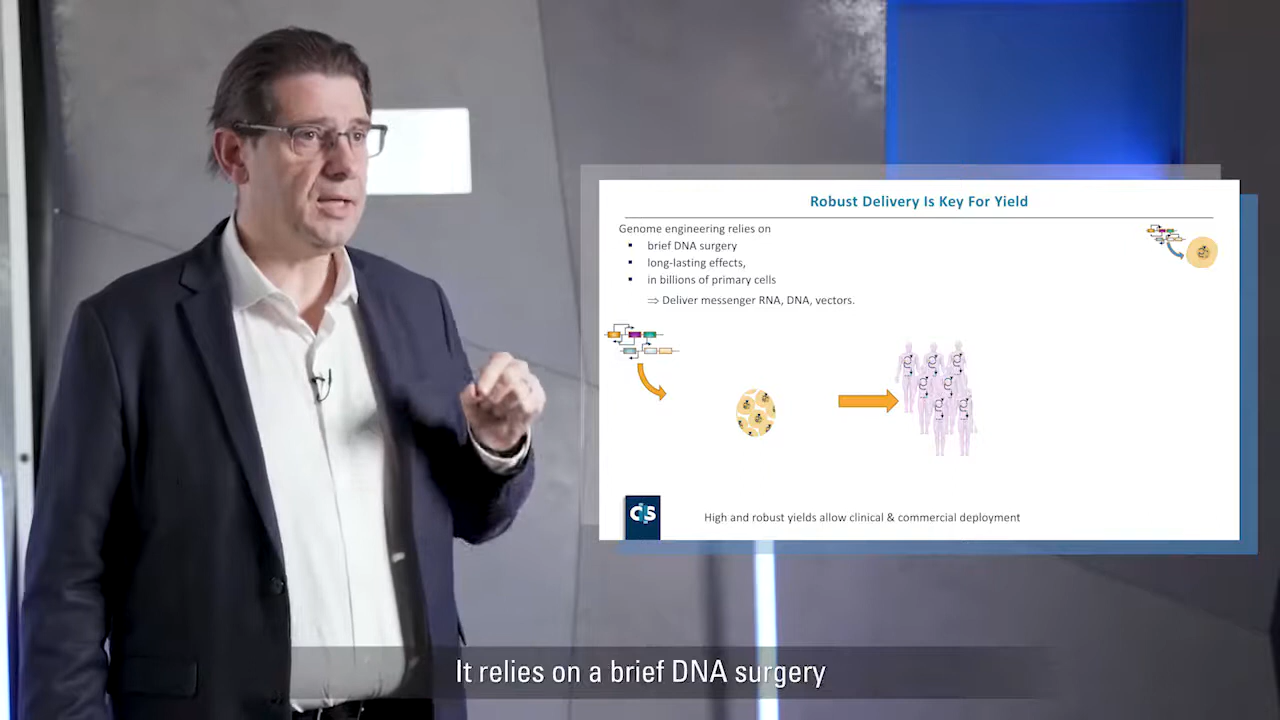 Robust Delivery Is Key For Yield
Genome engineering relies on
▪ brief DNA surgery
▪ long-lasting effects,
▪ in billions of primary cells
⇒ Deliver messenger RNA, DNA, vectors.
High and robust yields allow clinical & commercial deployment
It relies on a brief DNA surgery